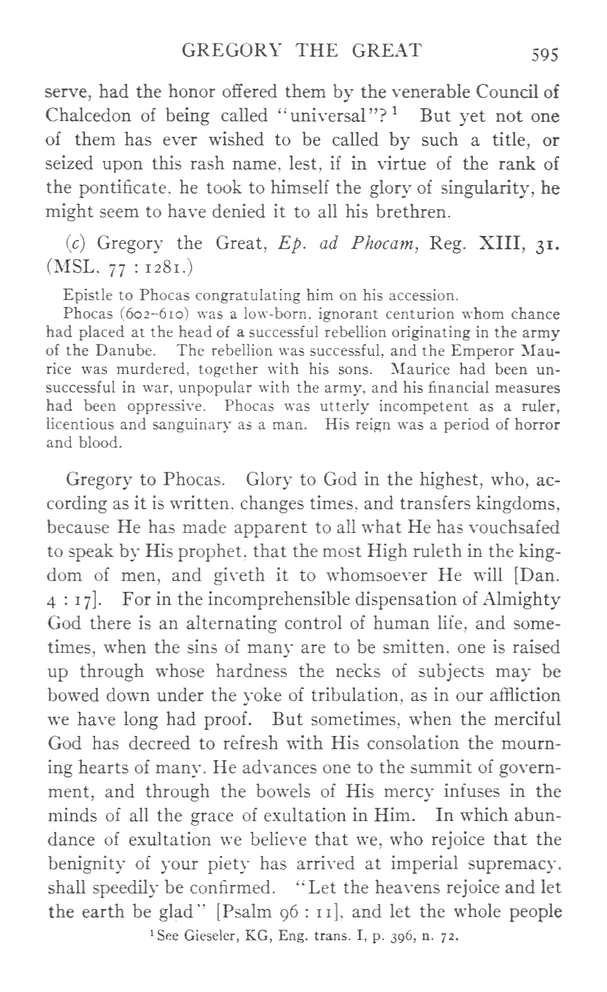 GREGORY THE GREAT 595
serve, had the honor offered them by the venerable Council of
Chalcedon of being called “universal”? ¹ But yet not one
of them has ever wished to be called by such a title, or
seized upon this rash name, lest, if in virtue of the rank of
the pontificate, he took to himself the glory of singularity, he
might seem to have denied it to all his brethren.
(c) Gregory the Great, Ep. ad Phocam, Reg. XIII, 31.
(MSL, 77 : 1281.)
Epistle to Phocas congratulating him on his accession.
Phocas (602–610) was a low-born, ignorant centurion whom chance
had placed at the head of a successful rebellion originating in the army
of the Danube. The rebellion was successful, and the Emperor Mau-
rice was murdered, together with his sons. Maurice had been un-
successful in war, unpopular with the army, and his financial measures
had been oppressive. Phocas was utterly incompetent as a ruler,
licentious and sanguinary as a man. His reign was a period of horror
and blood.
Gregory to Phocas. Glory to God in the highest, who, ac-
cording as it is written, changes times, and transfers kingdoms,
because He has made apparent to all what He has vouchsafed
to speak by His prophet, that the most High ruleth in the king-
dom of men, and giveth it to whomsoever He will [Dan.
4 : 17]. For in the incomprehensible dispensation of Almighty
God there is an alternating control of human life, and some-
times, when the sins of many are to be smitten, one is raised
up through whose hardness the necks of subjects may be
bowed down under the yoke of tribulation, as in our affliction
we have long had proof. But sometimes, when the merciful
God has decreed to refresh with His consolation the mourn-
ing hearts of many, He advances one to the summit of govern-
ment, and through the bowels of His mercy infuses in the
minds of all the grace of exultation in Him. In which abun-
dance of exultation we believe that we, who rejoice that the
benignity of your piety has arrived at imperial supremacy,
shall speedily be confirmed. “Let the heavens rejoice and let
the earth be glad” [Psalm 96 : 11], and let the whole people
¹ See Gieseler, KG, Eng. trans. I, p. 396, n. 72.